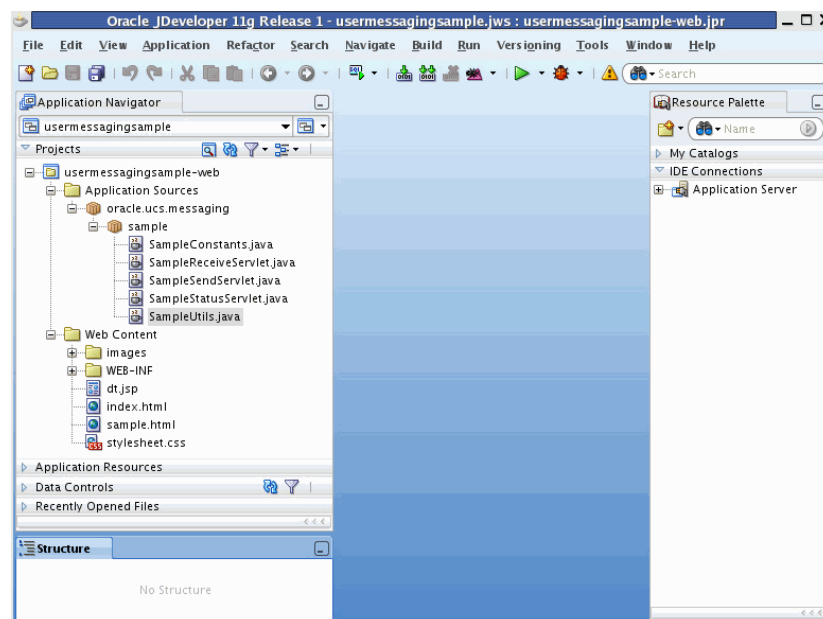 Oracle JDeveloper 11g Release 1 - usermessagingsample.jws : usermessagingsample-web.jpr
File Edit View Application Refactor Search Navigate Build Run Versioning Tools Window Help
Search
Application Navigator
usermessagingsample
Projects
usermessagingsample-web
Application Sources
oracle.ucs.messaging
sample
SampleConstants.java
SampleReceiveServlet.java
SampleSendServlet.java
SampleStatusServlet.java
SampleUtils.java
Web Content
images
WEB-INF
dt.jsp
index.html
sample.html
stylesheet.css
Application Resources
Data Controls
Recently Opened Files
Structure
No Structure
Resource Palette
Name
My Catalogs
IDE Connections
Application Server